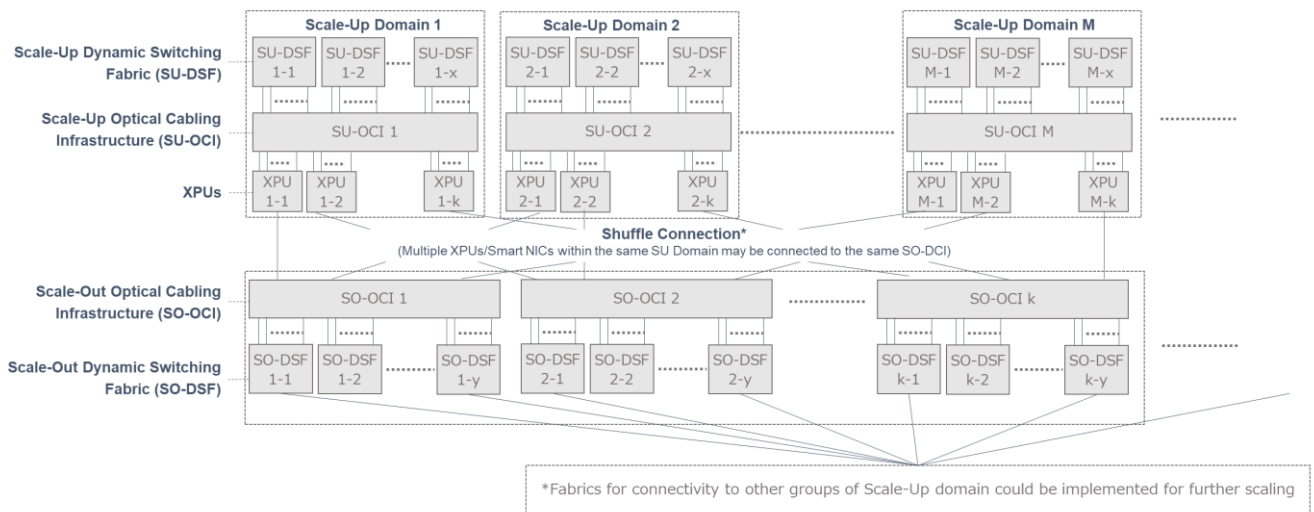 Scale-Up Domain 1
Scale-Up Domain 2
Scale-Up Domain M
Scale-Up Dynamic Switching
Fabric (SU-DSF)
SU-DSF
1-1
SU-DSF
1-2
SU-DSF
1-x
SU-DSF
2-1
SU-DSF
2-2
SU-DSF
2-x
SU-DSF
M-1
SU-DSF
M-2
SU-DSF
M-x
Scale-Up Optical Cabling
Infrastructure (SU-OCI)
SU-OCI 1
SU-OCI 2
SU-OCI M
XPUs
XPU
1-1
XPU
1-2
XPU
1-k
XPU
2-1
XPU
2-2
XPU
2-k
XPU
M-1
XPU
M-2
XPU
M-k
Shuffle Connection*
(Multiple XPUs/Smart NICs within the same SU Domain may be connected to the same SO-DCI)
Scale-Out Optical Cabling
Infrastructure (SO-OCI)
SO-OCI 1
SO-OCI 2
SO-OCI k
Scale-Out Dynamic Switching
Fabric (SO-DSF)
SO-DSF
1-1
SO-DSF
1-2
SO-DSF
1-y
SO-DSF
2-1
SO-DSF
2-2
SO-DSF
2-y
SO-DSF
k-1
SO-DSF
k-2
SO-DSF
k-y
*Fabrics for connectivity to other groups of Scale-Up domain could be implemented for further scaling